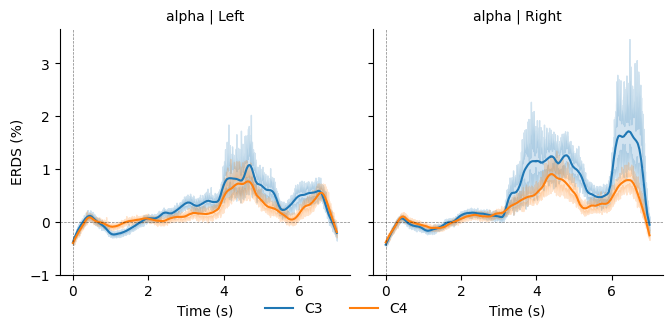 alpha | Left
alpha | Right
ERDS (%)
3
2
1
0
−1
0
2
4
6
0
2
4
6
Time (s)
Time (s)
C3
C4